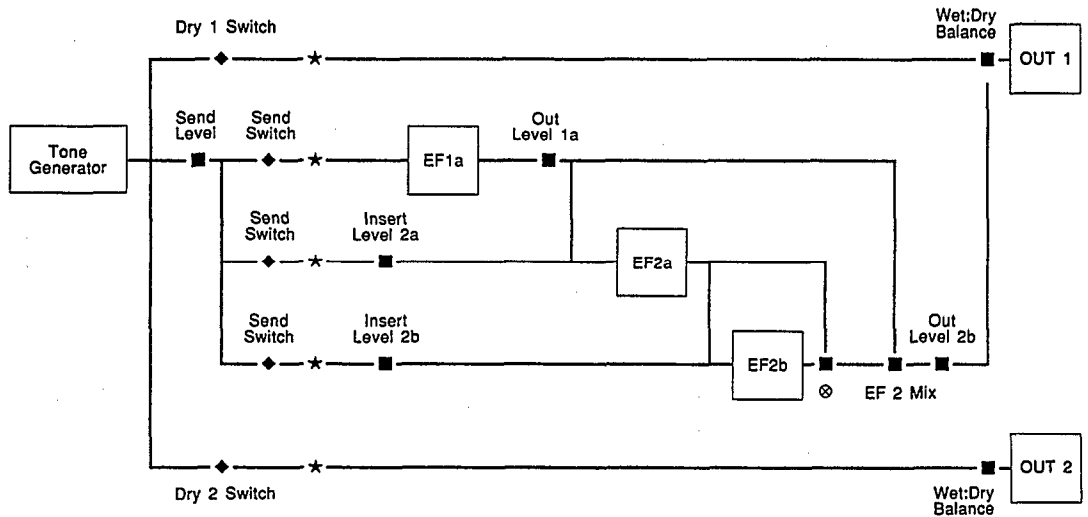 Dry 1 Switch
Wet:Dry
Balance
OUT 1
Send
Level
Send
Switch
Out
Level 1a
Tone
Generator
EF1a
Send
Switch
Insert
Level 2a
EF2a
Send
Switch
Insert
Level 2b
Out
Level 2b
EF2b
EF 2 Mix
OUT 2
Dry 2 Switch
Wet:Dry
Balance